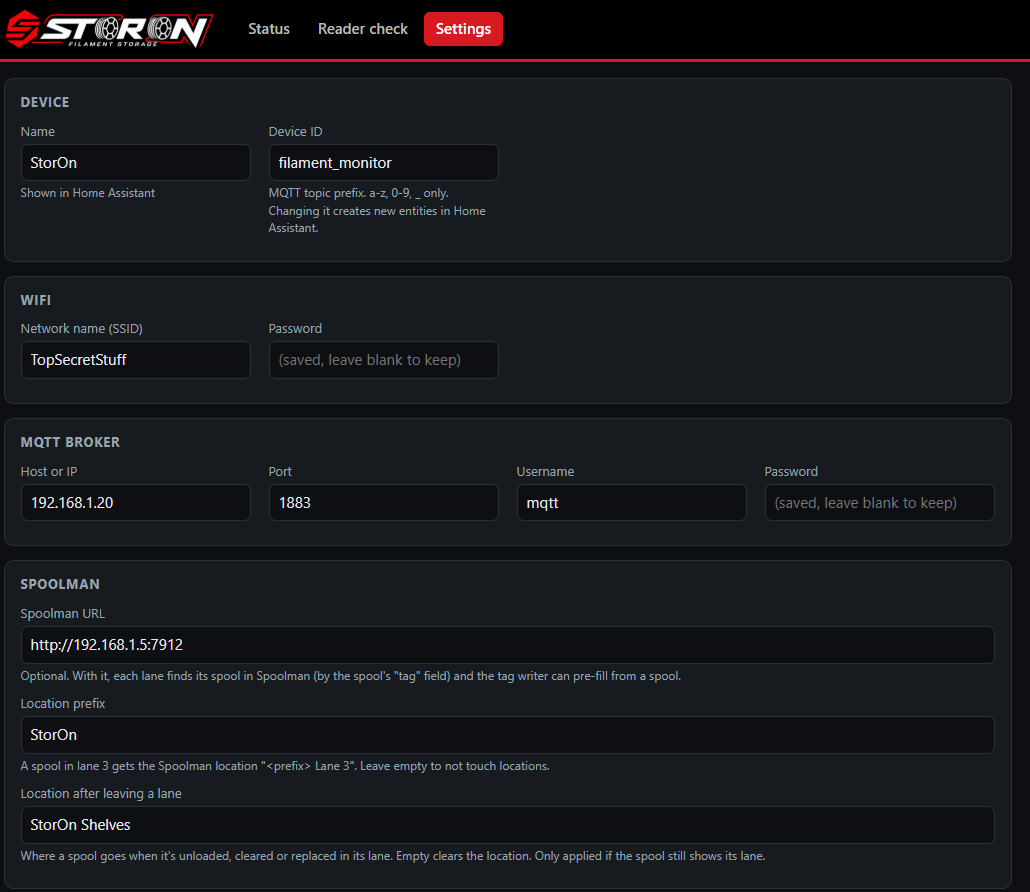 STORON
FILAMENT STORAGE
Status
Reader check
Settings
DEVICE
Name
Device ID
StorOn
filament_monitor
Shown in Home Assistant
MQTT topic prefix. a-z, 0-9, _ only.
Changing it creates new entities in Home
Assistant.
WIFI
Network name (SSID)
Password
TopSecretStuff
(saved, leave blank to keep)
MQTT BROKER
Host or IP
Port
Username
Password
192.168.1.20
1883
mqtt
(saved, leave blank to keep)
SPOOLMAN
Spoolman URL
http://192.168.1.5:7912
Optional. With it, each lane finds its spool in Spoolman (by the spool's "tag" field) and the tag writer can pre-fill from a spool.
Location prefix
StorOn
A spool in lane 3 gets the Spoolman location "<prefix> Lane 3". Leave empty to not touch locations.
Location after leaving a lane
StorOn Shelves
Where a spool goes when it's unloaded, cleared or replaced in its lane. Empty clears the location. Only applied if the spool still shows its lane.